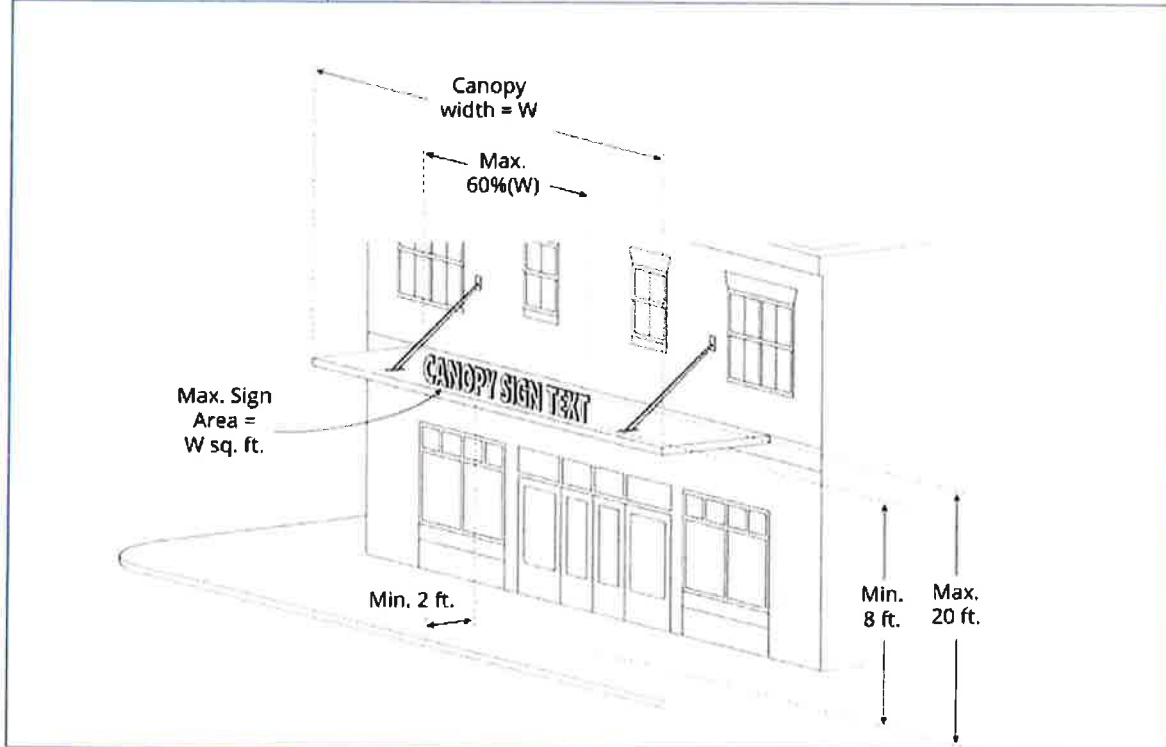 Canopy
width = W
Max.
60%(W)
CANOPY SIGN TEXT
Max. Sign
Area =
W sq. ft.
Min. 2 ft.
Min.
8 ft.
Max.
20 ft.